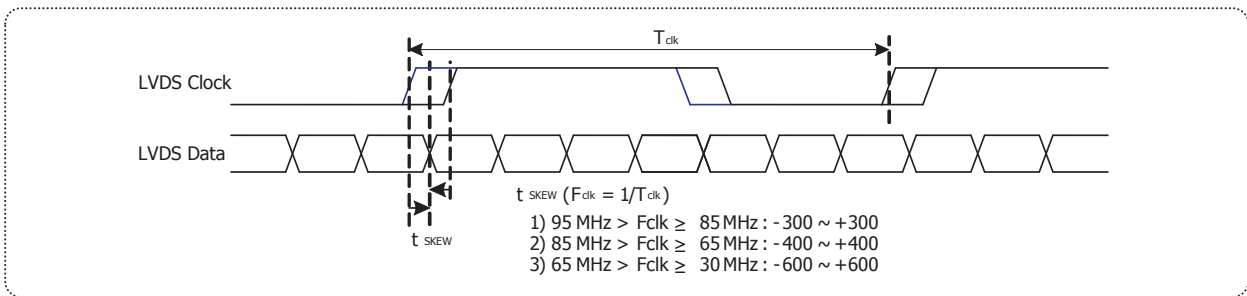 Tclk
LVDS Clock
LVDS Data
t SKEW (Fclk = 1/Tclk)
1) 95 MHz > Fclk ≥ 85 MHz : -300 ~ +300
t SKEW
2) 85 MHz > Fclk ≥ 65 MHz : -400 ~ +400
3) 65 MHz > Fclk ≥ 30 MHz : -600 ~ +600